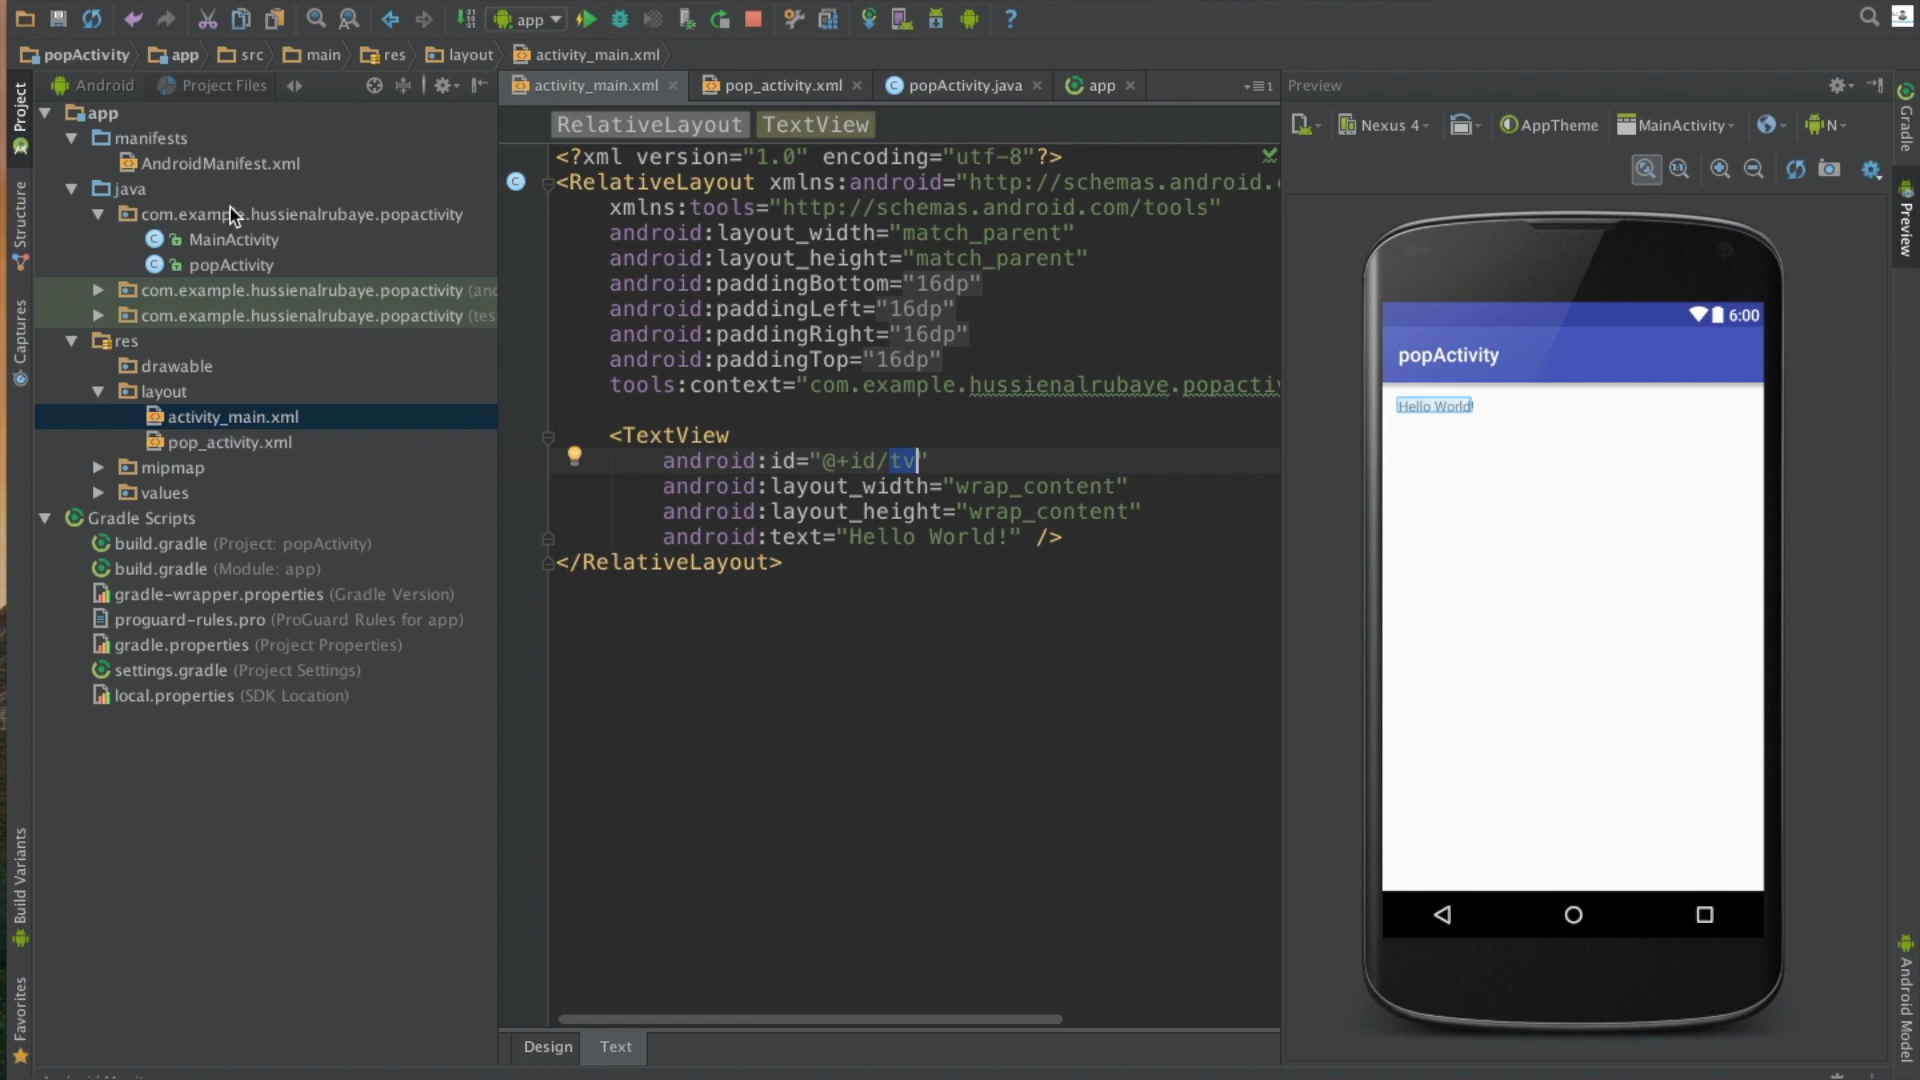 app
popActivity
app
src
main
res
layout
activity_main.xml
Android
Project Files
activity_main.xml
pop_activity.xml
popActivity.java
app
Preview
Project
Structure
Captures
Build Variants
Favorites
app
manifests
AndroidManifest.xml
java
com.example.hussienalrubaye.popactivity
MainActivity
popActivity
com.example.hussienalrubaye.popactivity (and
com.example.hussienalrubaye.popactivity (tes
res
drawable
layout
activity_main.xml
pop_activity.xml
mipmap
values
Gradle Scripts
build.gradle (Project: popActivity)
build.gradle (Module: app)
gradle-wrapper.properties (Gradle Version)
proguard-rules.pro (ProGuard Rules for app)
gradle.properties (Project Properties)
settings.gradle (Project Settings)
local.properties (SDK Location)
RelativeLayout
TextView
<?xml version="1.0" encoding="utf-8"?>
<RelativeLayout xmlns:android="http://schemas.android.
xmlns:tools="http://schemas.android.com/tools"
android:layout_width="match_parent"
android:layout_height="match_parent"
android:paddingBottom="16dp"
android:paddingLeft="16dp"
android:paddingRight="16dp"
android:paddingTop="16dp"
tools:context="com.example.hussienalrubaye.popactiv
<TextView
android:id="@+id/tv"
android:layout_width="wrap_content"
android:layout_height="wrap_content"
android:text="Hello World!" />
</RelativeLayout>
Design
Text
Nexus 4
AppTheme
MainActivity
N
1:1
6:00
popActivity
Hello World!
Gradle
Preview
Android Model